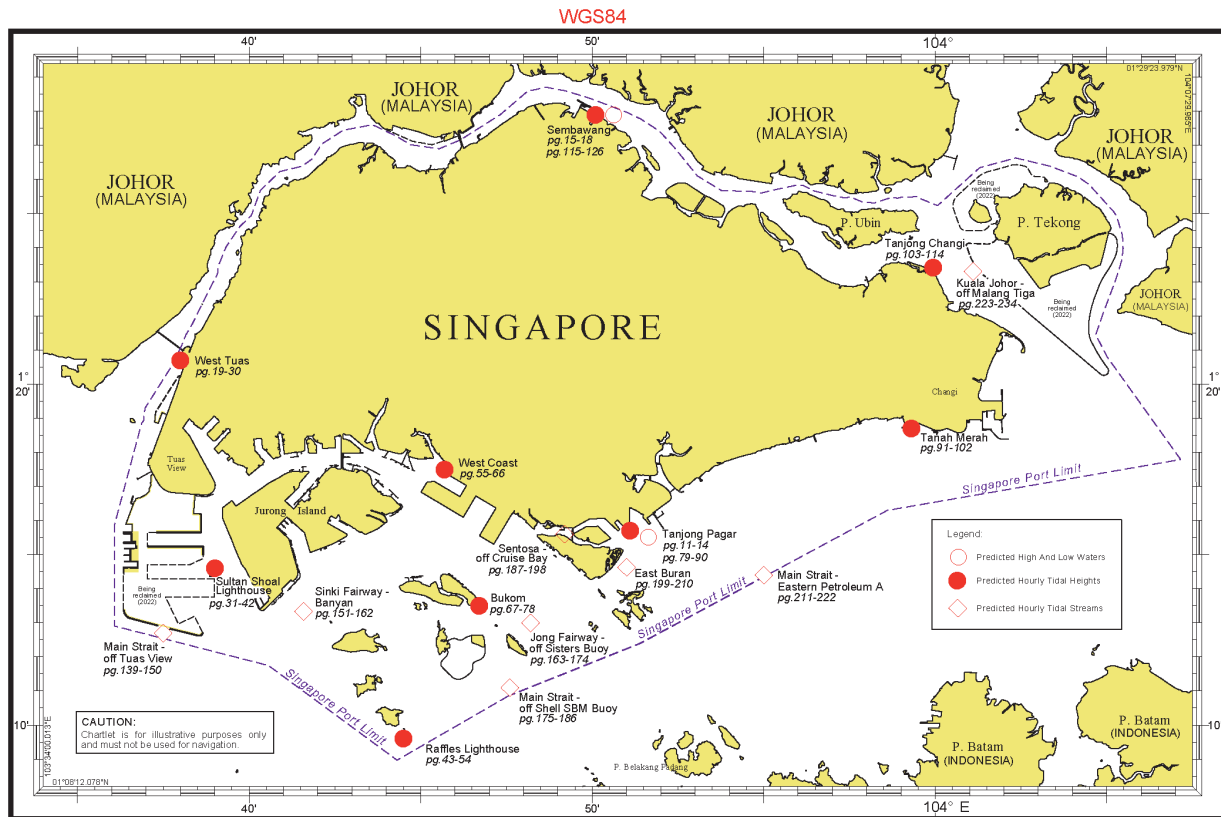 WGS84
40'
50'
104°
01°29'23.979"N
104°07'29.965"E
JOHOR
(MALAYSIA)
JOHOR
(MALAYSIA)
JOHOR
(MALAYSIA)
JOHOR
(MALAYSIA)
Sembawang
pg.15-18
pg.115-126
Being
reclaimed
(2022)
P. Ubin
P. Tekong
Tanjong Changi
pg.103-114
Kuala Johor -
off Malang Tiga
pg.223-234
Being
reclaimed
(2022)
JOHOR
(MALAYSIA)
SINGAPORE
West Tuas
pg.19-30
1°
20'
1°
20'
Changi
Tanah Merah
pg.91-102
Tuas
View
West Coast
pg.55-66
Singapore Port Limit
Jurong Island
Tanjong Pagar
pg.11-14
pg.79-90
Sentosa -
off Cruise Bay
pg.187-198
East Buran
pg.199-210
Main Strait -
Eastern Petroleum A
pg.211-222
Legend:
Predicted High And Low Waters
Predicted Hourly Tidal Heights
Predicted Hourly Tidal Streams
Sultan Shoal
Lighthouse
pg.31-42
Being
reclaimed
(2022)
Sinki Fairway -
Banyan
pg.151-162
Bukom
pg.67-78
Singapore Port Limit
Jong Fairway -
off Sisters Buoy
pg.163-174
Main Strait -
off Tuas View
pg.139-150
Singapore Port Limit
Main Strait -
off Shell SBM Buoy
pg.175-186
10'
10'
CAUTION:
Chartlet is for illustrative purposes only
and must not be used for navigation.
Raffles Lighthouse
pg.43-54
P. Belakang Padang
P. Batam
(INDONESIA)
P. Batam
(INDONESIA)
103°34'00.013"E
01°08'12.078"N
40'
50'
104° E